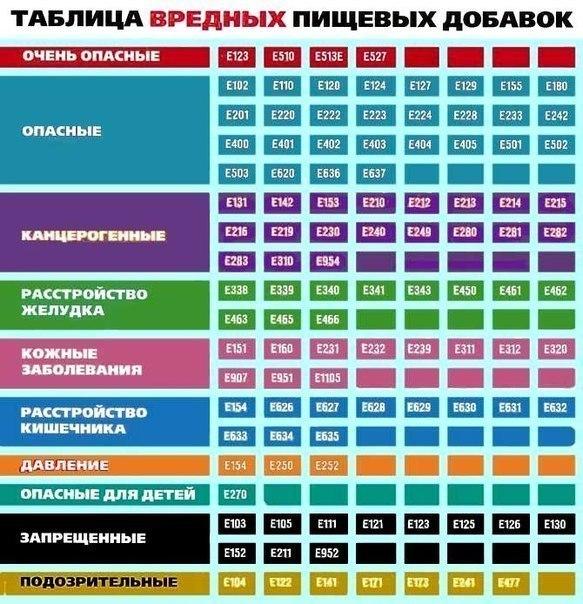 ТАБЛИЦА ВРЕДНЫХ ПИЩЕВЫХ ДОБАВОК
ОЧЕНЬ ОПАСНЫЕ E123 E510 E513E E527
ОПАСНЫЕ
E102 E110 E120 E124 E127 E129 E155 E180
E201 E220 E222 E223 E224 E228 E233 E242
E400 E401 E402 E403 E404 E405 E501 E502
E503 E620 E636 E637
КАНЦЕРОГЕННЫЕ
E131 E142 E153 E210 E212 E213 E214 E215
E216 E219 E230 E240 E249 E280 E281 E282
E283 E310 E954
РАССТРОЙСТВО
ЖЕЛУДКА
E338 E339 E340 E341 E343 E450 E461 E462
E463 E465 E466
КОЖНЫЕ
ЗАБОЛЕВАНИЯ
E151 E160 E231 E232 E239 E311 E312 E320
E907 E951 E1105
РАССТРОЙСТВО
КИШЕЧНИКА
E154 E626 E627 E628 E629 E630 E631 E632
E633 E634 E635
ДАВЛЕНИЕ E154 E250 E252
ОПАСНЫЕ ДЛЯ ДЕТЕЙ E270
ЗАПРЕЩЕННЫЕ
E103 E105 E111 E121 E123 E125 E126 E130
E152 E211 E952
ПОДОЗРИТЕЛЬНЫЕ E104 E122 E141 E171 E173 E241 E477